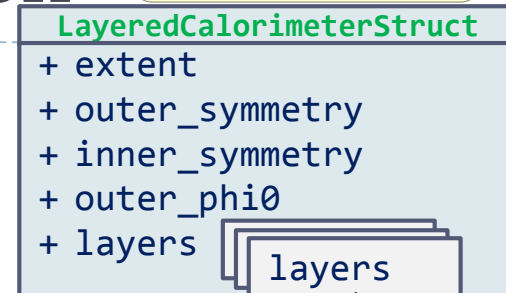 LayeredCalorimeterStruct
+ extent
+ outer_symmetry
+ inner_symmetry
+ outer_phi0
+ layers
layers